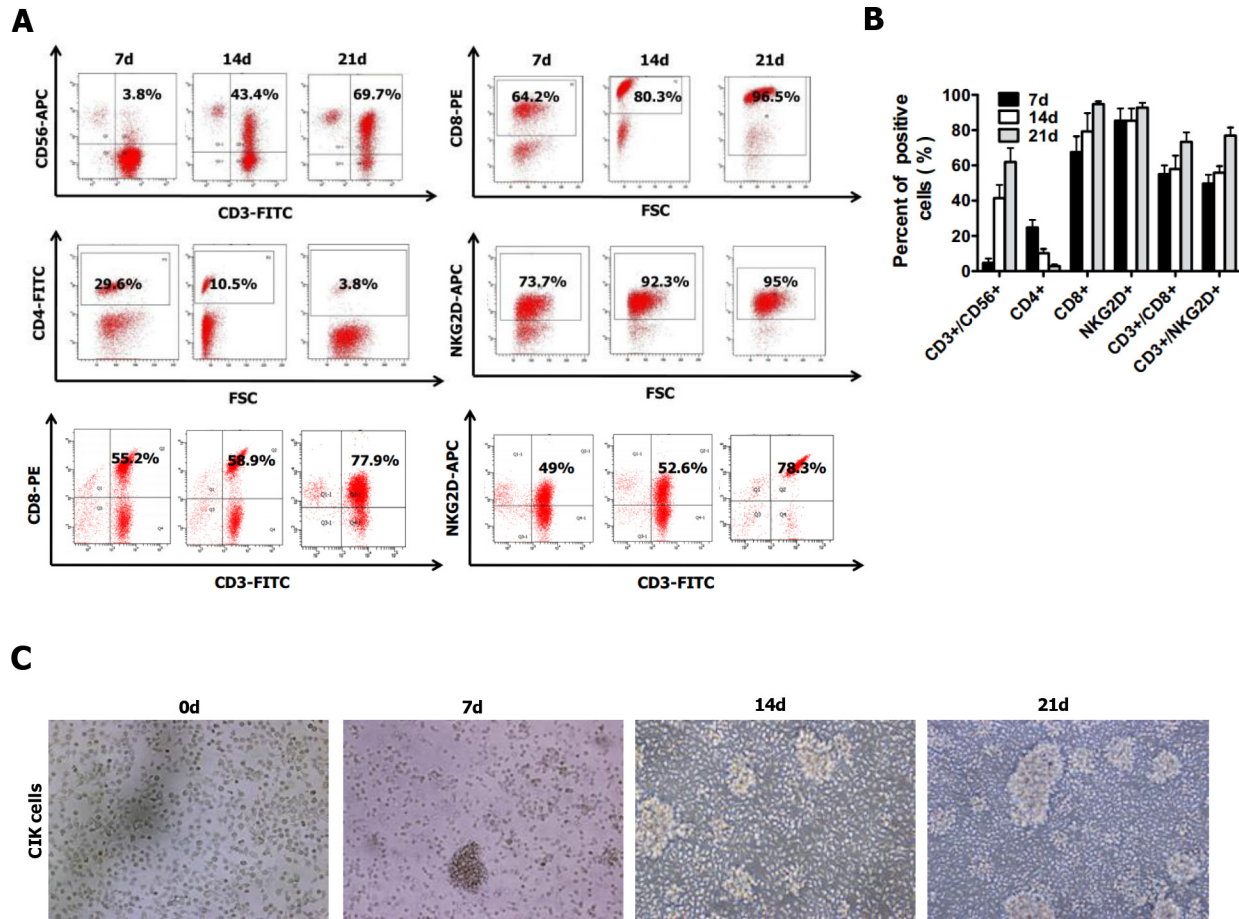 A
B
7d 14d 21d
7d 14d 21d
CD56-APC
3.8% 43.4% 69.7%
CD3-FITC
CD8-PE
64.2% 80.3% 96.5%
FSC
CD4-FITC
29.6% 10.5% 3.8%
FSC
NKG2D-APC
73.7% 92.3% 95%
FSC
CD8-PE
55.2% 58.9% 77.9%
CD3-FITC
NKG2D-APC
49% 52.6% 78.3%
CD3-FITC
Percent of positive
cells ( % )
100
80
60
40
20
0
7d
14d
21d
CD3+/CD56+
CD4+
CD8+
NKG2D+
CD3+/CD8+
CD3+/NKG2D+
C
0d 7d 14d 21d
CIK cells